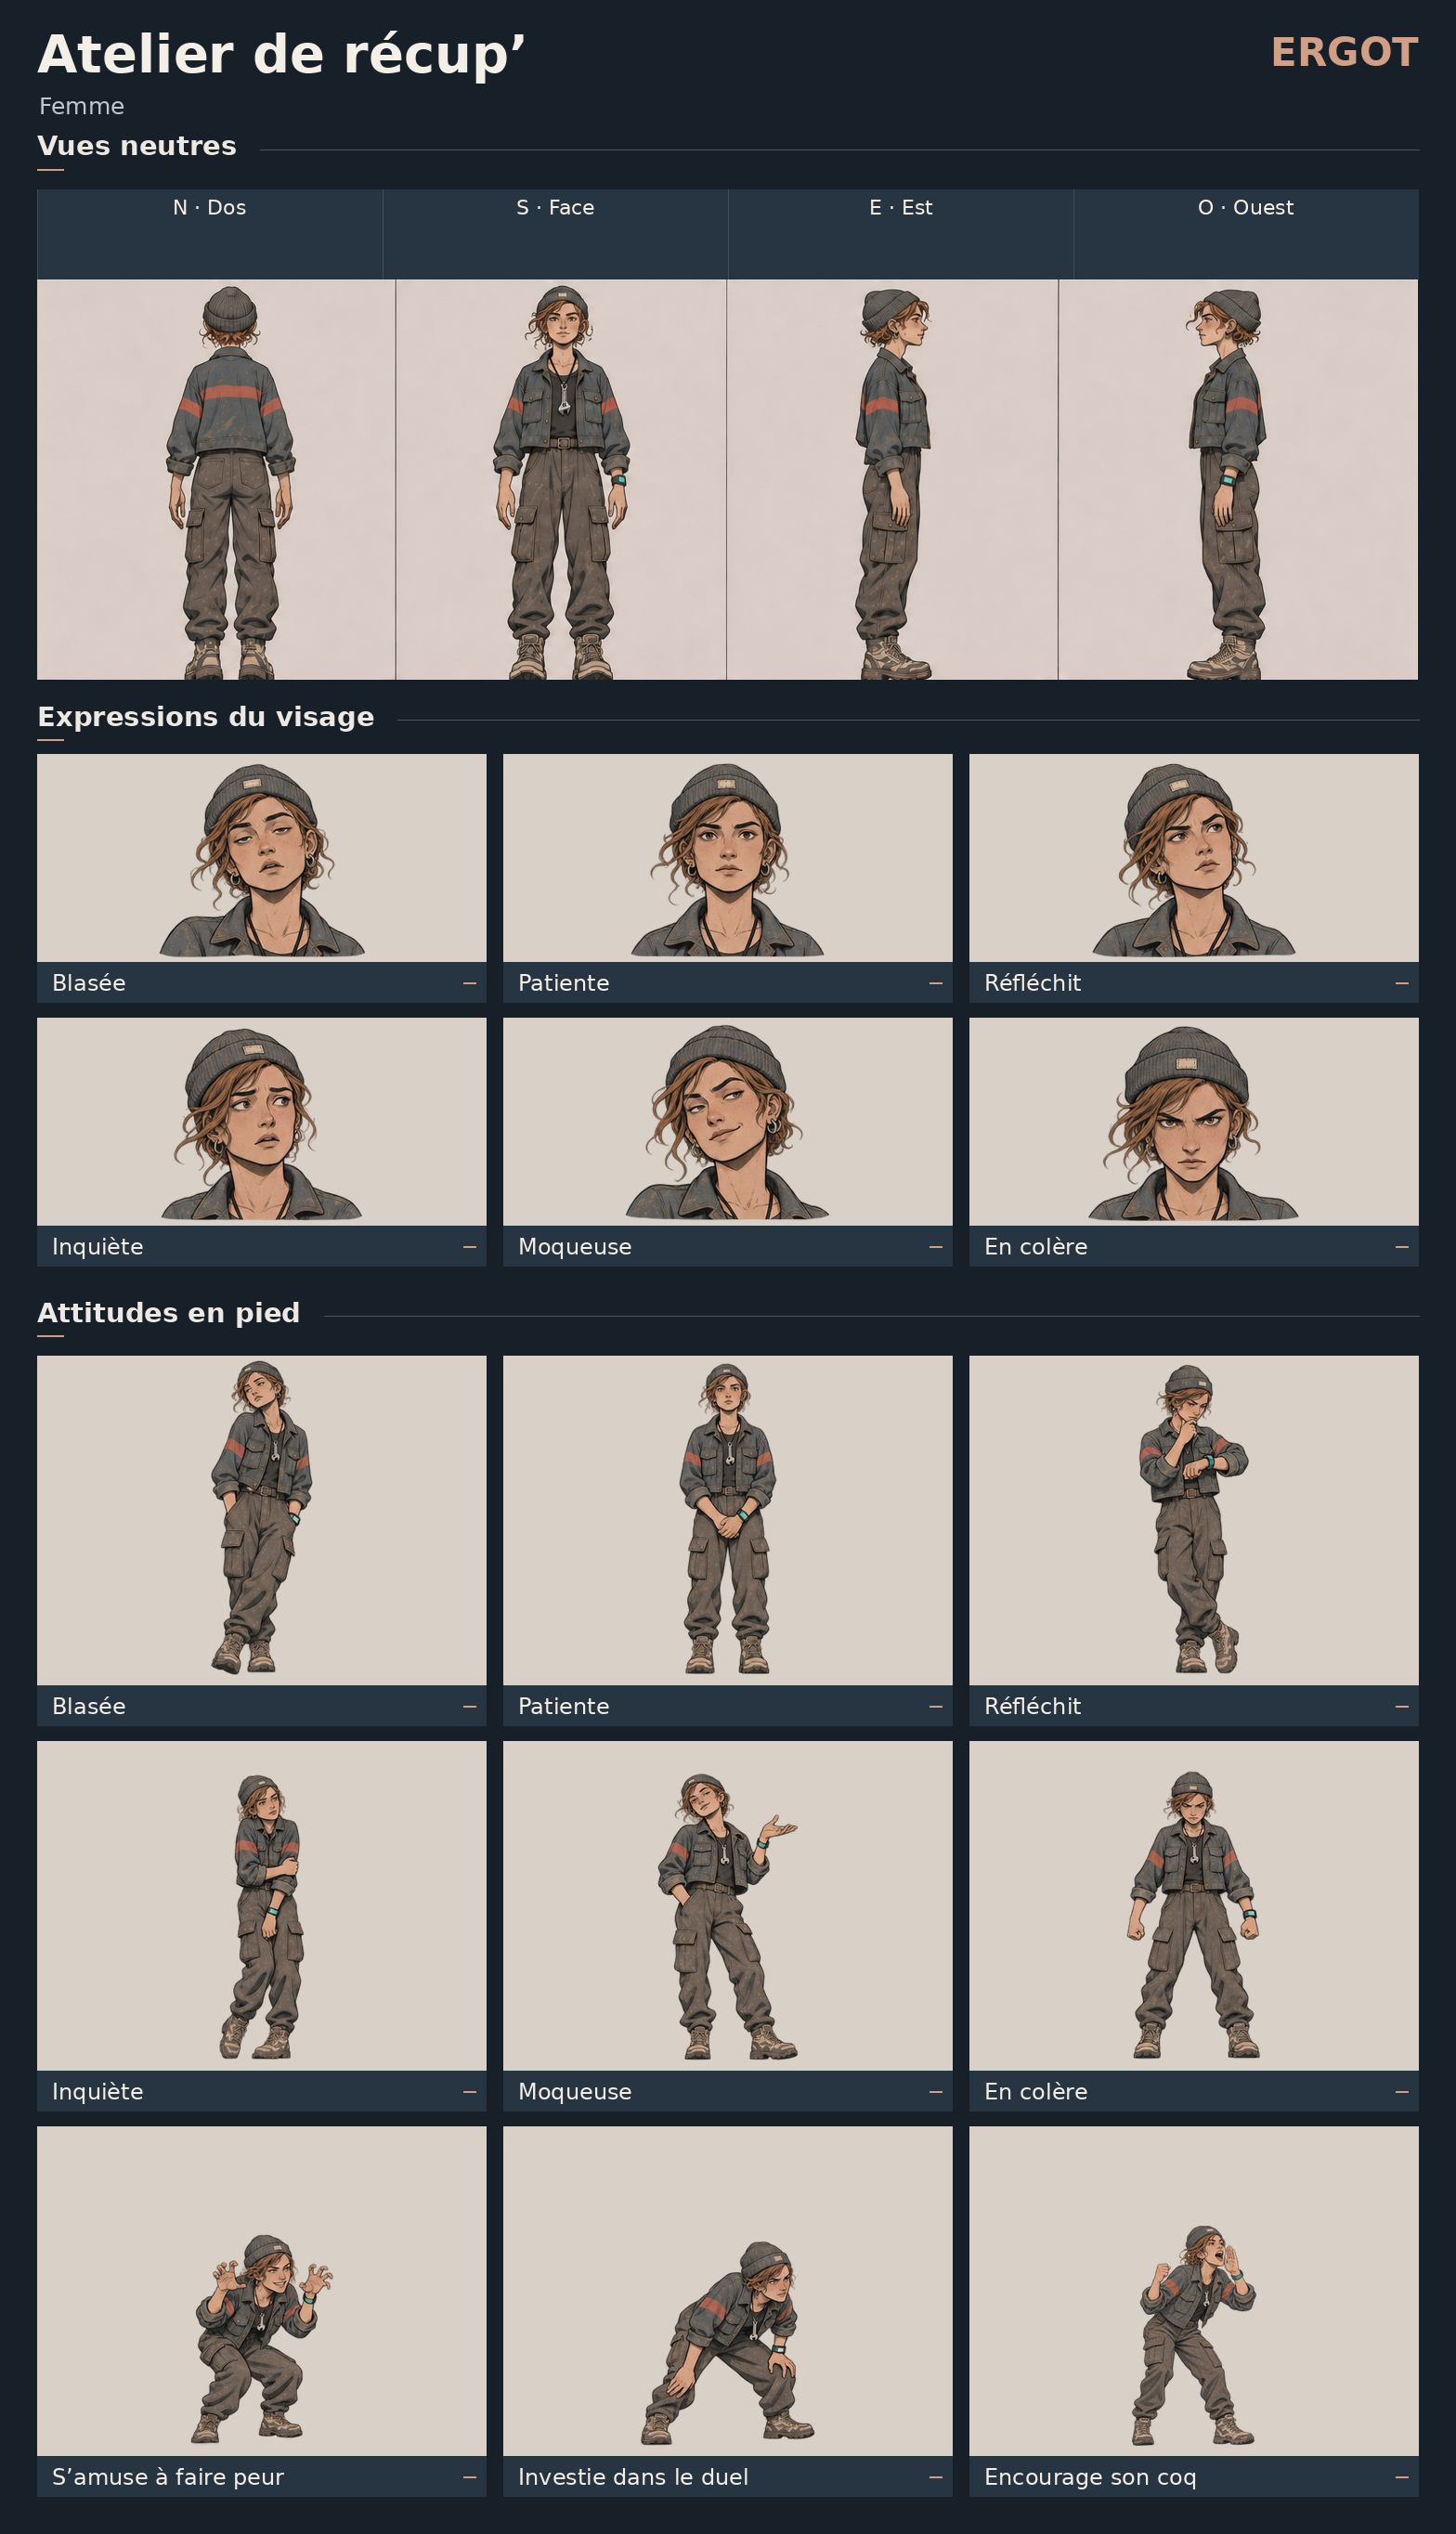 Atelier de récup’
ERGOT
Femme
Vues neutres
N · Dos
S · Face
E · Est
O · Ouest
Expressions du visage
Blasée –
Patiente –
Réfléchit –
Inquiète –
Moqueuse –
En colère –
Attitudes en pied
Blasée –
Patiente –
Réfléchit –
Inquiète –
Moqueuse –
En colère –
S’amuse à faire peur –
Investie dans le duel –
Encourage son coq –